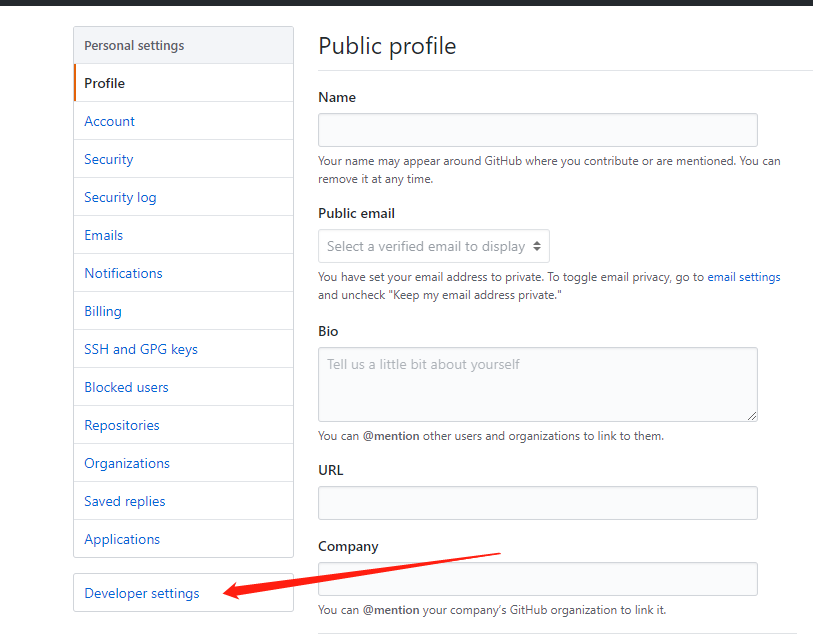 Personal settings
Profile
Account
Security
Security log
Emails
Notifications
Billing
SSH and GPG keys
Blocked users
Repositories
Organizations
Saved replies
Applications
Developer settings
Public profile
Name
Your name may appear around GitHub where you contribute or are mentioned. You can
remove it at any time.
Public email
Select a verified email to display
You have set your email address to private. To toggle email privacy, go to email settings
and uncheck "Keep my email address private."
Bio
Tell us a little bit about yourself
You can @mention other users and organizations to link to them.
URL
Company
You can @mention your company’s GitHub organization to link it.